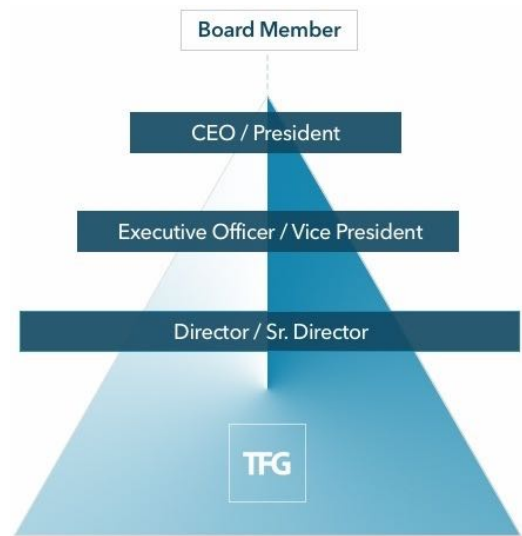 Board Member
CEO / President
Executive Officer / Vice President
Director / Sr. Director
TFG